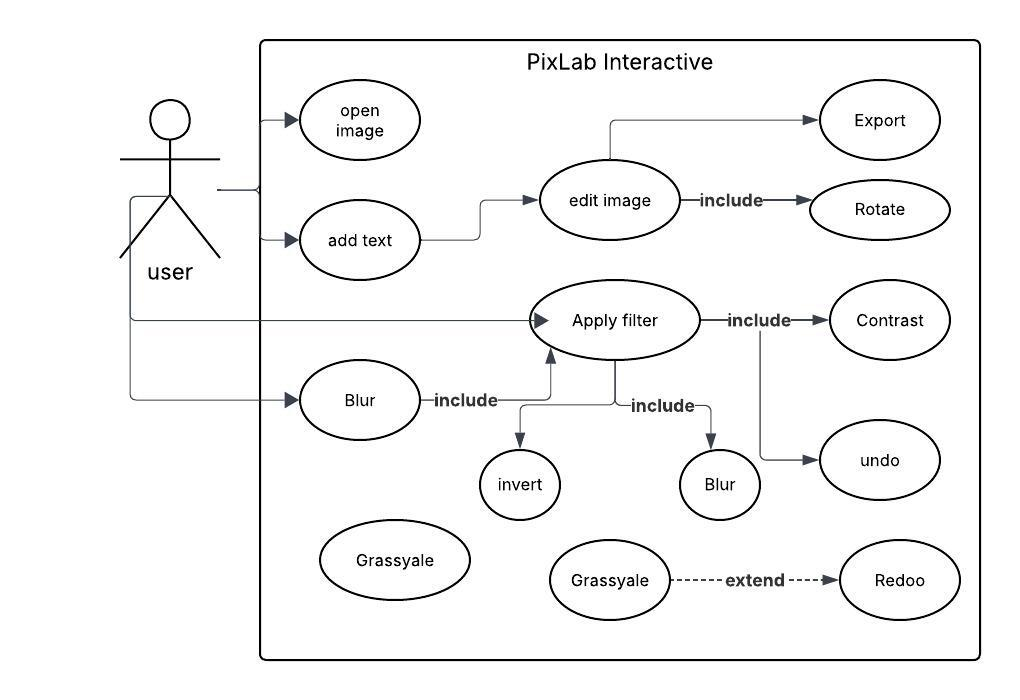 PixLab Interactive
open
image
Export
edit image
include
Rotate
add text
user
Apply filter
include
Contrast
Blur
include
include
undo
invert
Blur
Grassyale
Grassyale
extend
Redoo